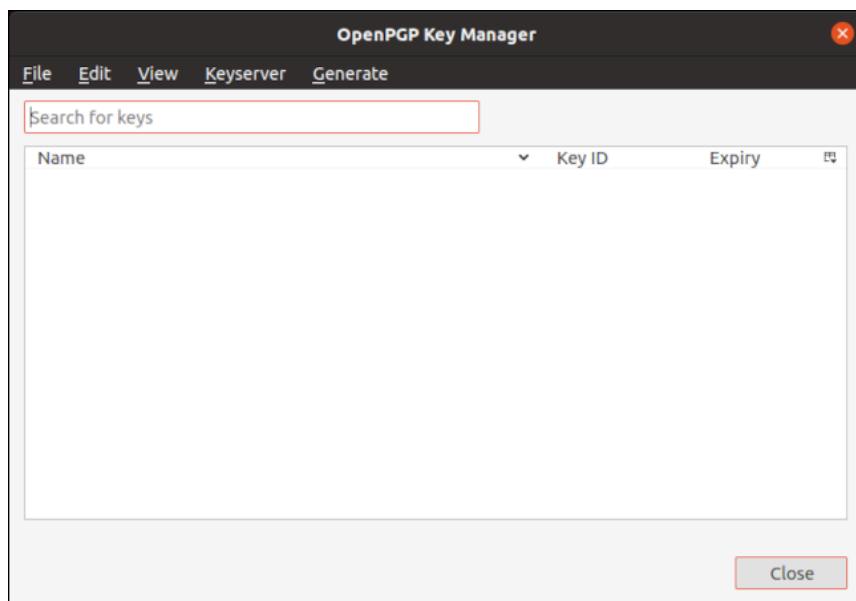 OpenPGP Key Manager
File Edit View Keyserver Generate
Search for keys
Name Key ID Expiry
Close